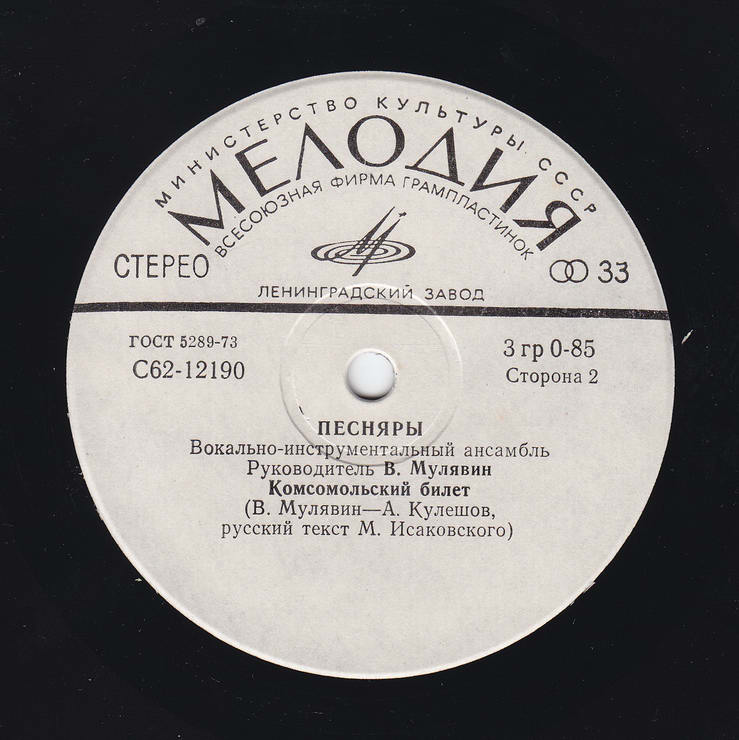 МИНИСТЕРСТВО КУЛЬТУРЫ СССР
МЕЛОДИЯ
ВСЕСОЮЗНАЯ ФИРМА ГРАМПЛАСТИНОК
СТЕРЕО
33
ЛЕНИНГРАДСКИЙ ЗАВОД
ГОСТ 5289-73
3 гр 0-85
С62-12190
Сторона 2
ПЕСНЯРЫ
Вокально-инструментальный ансамбль
Руководитель В. Мулявин
Комсомольский билет
(В. Мулявин—А. Кулешов,
русский текст М. Исаковского)